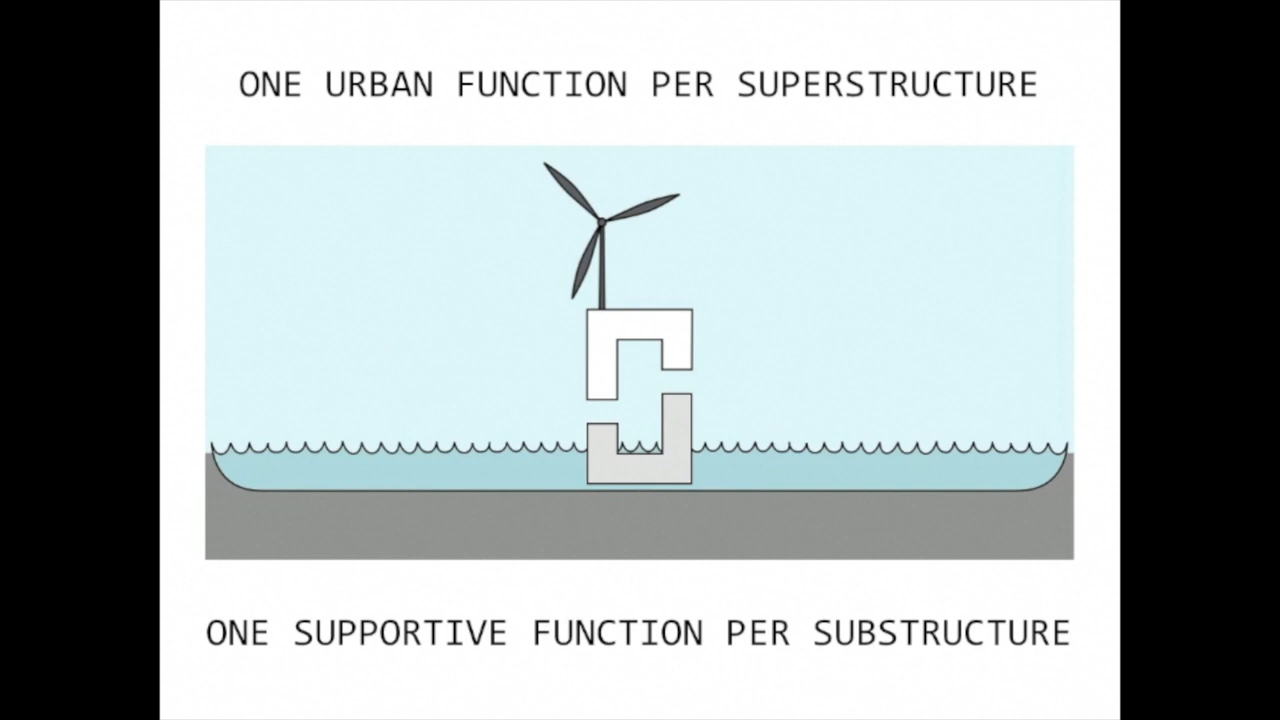 ONE URBAN FUNCTION PER SUPERSTRUCTURE
ONE SUPPORTIVE FUNCTION PER SUBSTRUCTURE